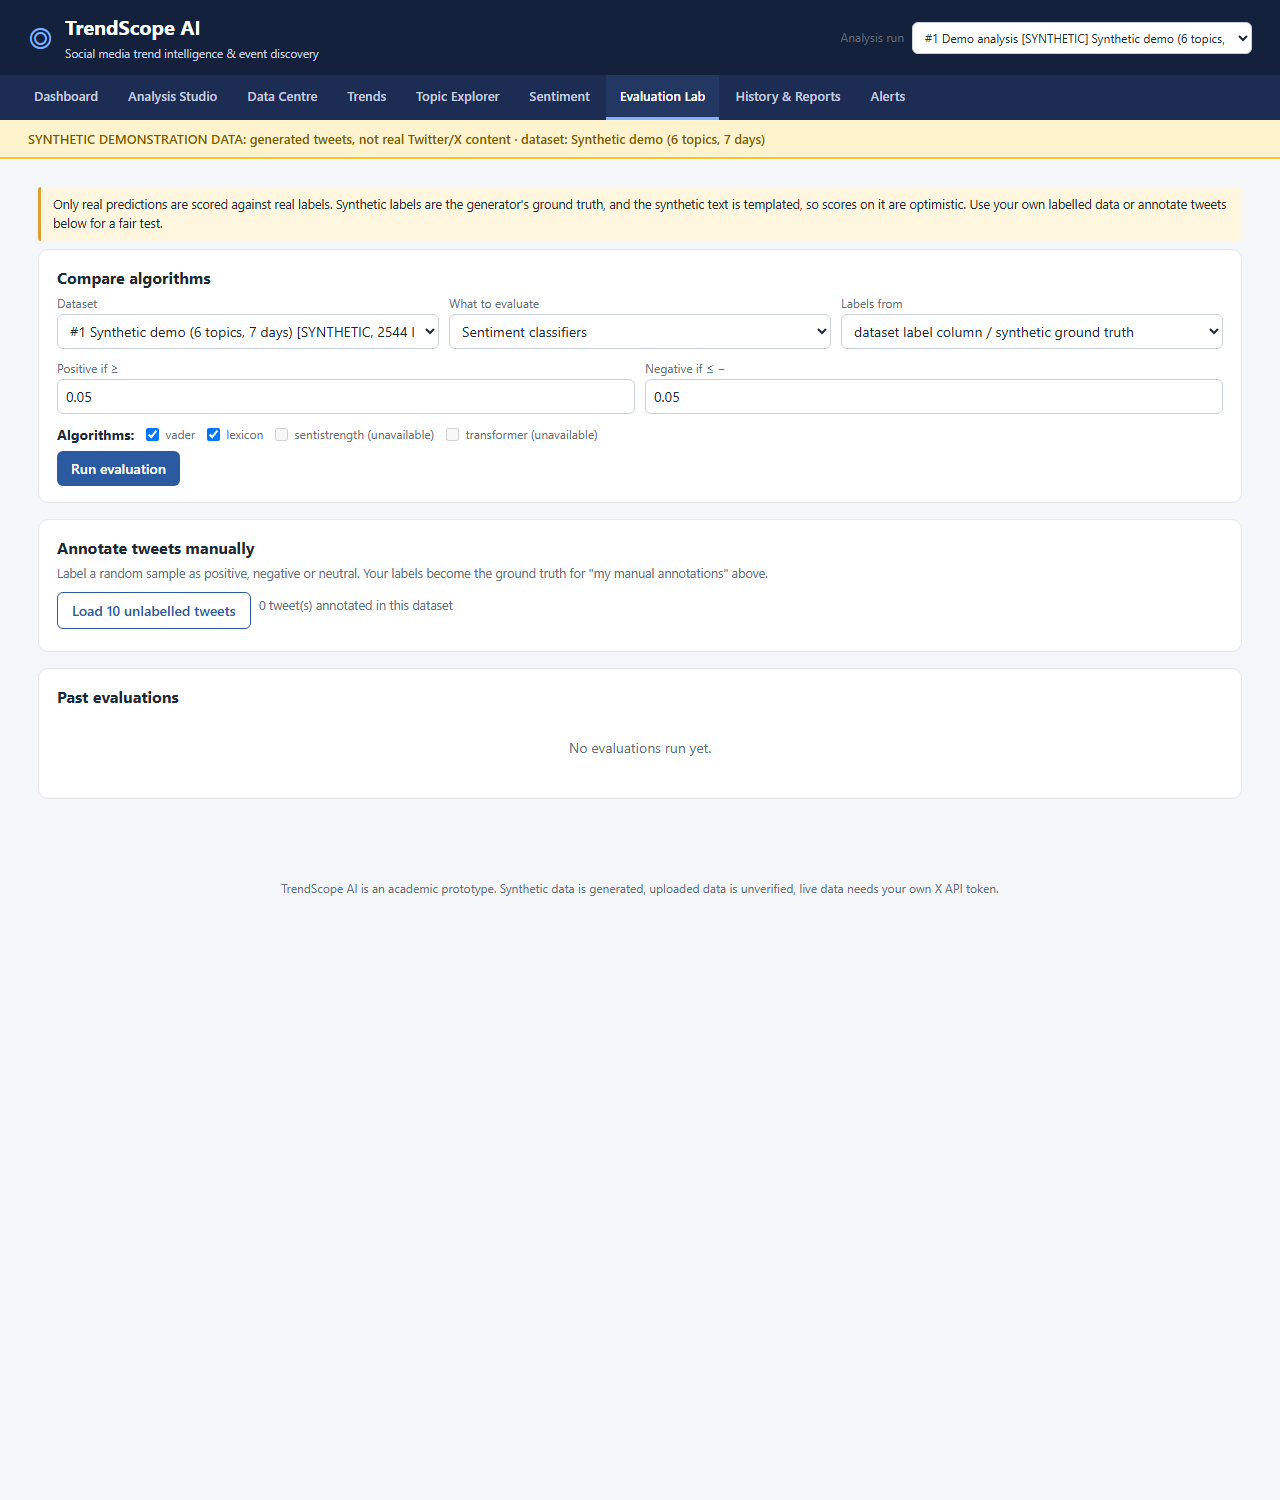 TrendScope AI
Social media trend intelligence & event discovery
Analysis run
#1 Demo analysis [SYNTHETIC] Synthetic demo (6 topics,
Dashboard
Analysis Studio
Data Centre
Trends
Topic Explorer
Sentiment
Evaluation Lab
History & Reports
Alerts
SYNTHETIC DEMONSTRATION DATA: generated tweets, not real Twitter/X content · dataset: Synthetic demo (6 topics, 7 days)
Only real predictions are scored against real labels. Synthetic labels are the generator's ground truth, and the synthetic text is templated, so scores on it are optimistic. Use your own labelled data or annotate tweets
below for a fair test.
Compare algorithms
Dataset
What to evaluate
Labels from
#1 Synthetic demo (6 topics, 7 days) [SYNTHETIC, 2544 l
Sentiment classifiers
dataset label column / synthetic ground truth
Positive if ≥
Negative if ≤ −
0.05
0.05
Algorithms: vader lexicon sentistrength (unavailable) transformer (unavailable)
Run evaluation
Annotate tweets manually
Label a random sample as positive, negative or neutral. Your labels become the ground truth for "my manual annotations" above.
Load 10 unlabelled tweets
0 tweet(s) annotated in this dataset
Past evaluations
No evaluations run yet.
TrendScope AI is an academic prototype. Synthetic data is generated, uploaded data is unverified, live data needs your own X API token.